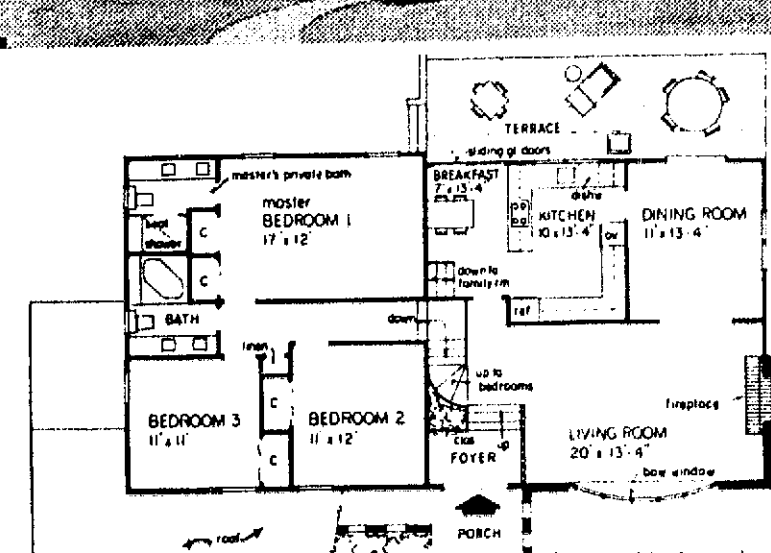 TERRACE
sliding gl doors
master's private bath
BREAKFAST
7' x 13'-4"
dishw
master
BEDROOM 1
17' x 12'
KITCHEN
10 x 13'-4"
DINING ROOM
11' x 13'-4"
seat
shower
C
ov
C
down to
family rm
ref
BATH
down
linen
up to
bedrooms
fireplace
C
BEDROOM 3
11' x 11'
BEDROOM 2
11' x 12'
C
clos
up
FOYER
LIVING ROOM
20' x 13'-4"
bow window
roof
PORCH